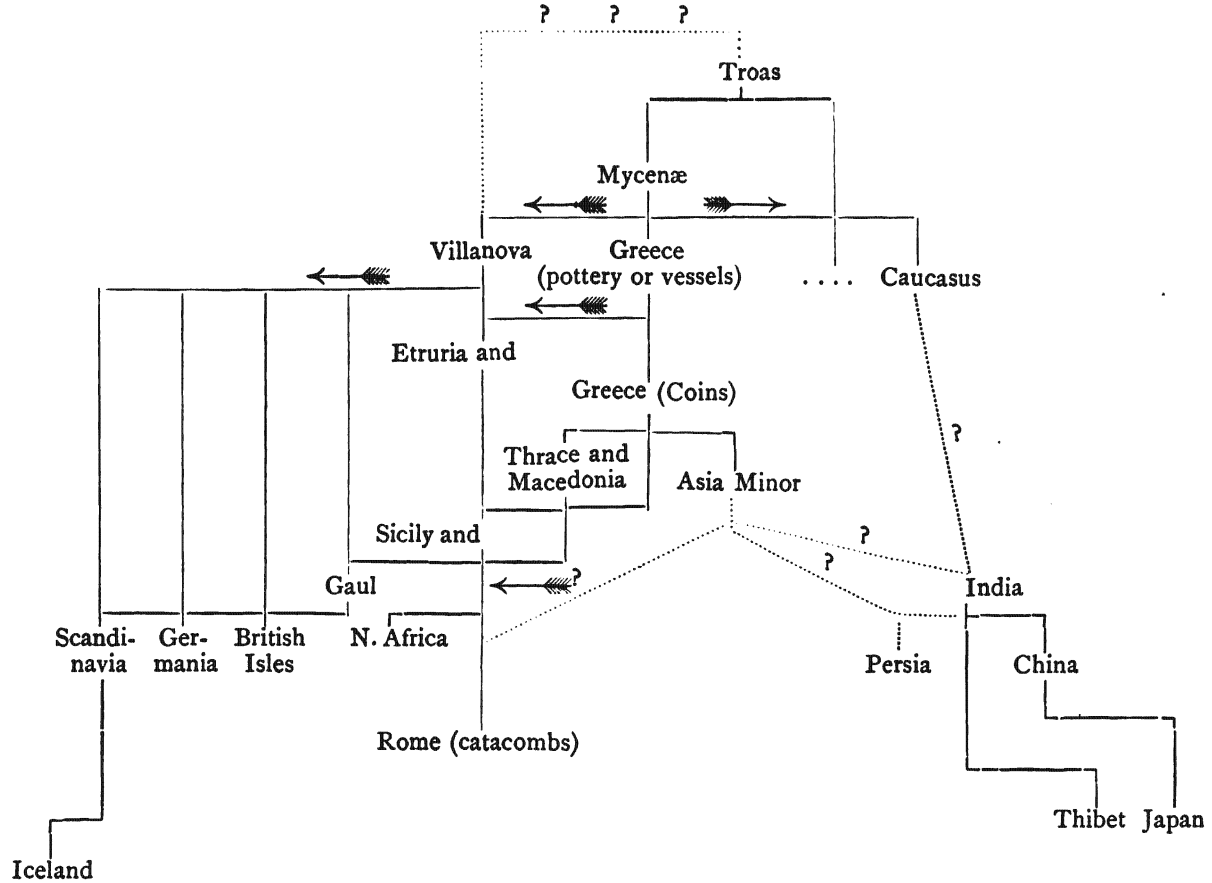 ? ? ?
Troas
Mycenæ
Villanova
Greece
(pottery or vessels)
....
Caucasus
Etruria and
Greece (Coins)
?
Thrace and
Macedonia
Asia Minor
Sicily and
?
?
Gaul
?
India
Scandi-
navia
Ger-
mania
British
Isles
N. Africa
Persia
China
Rome (catacombs)
Thibet
Japan
Iceland